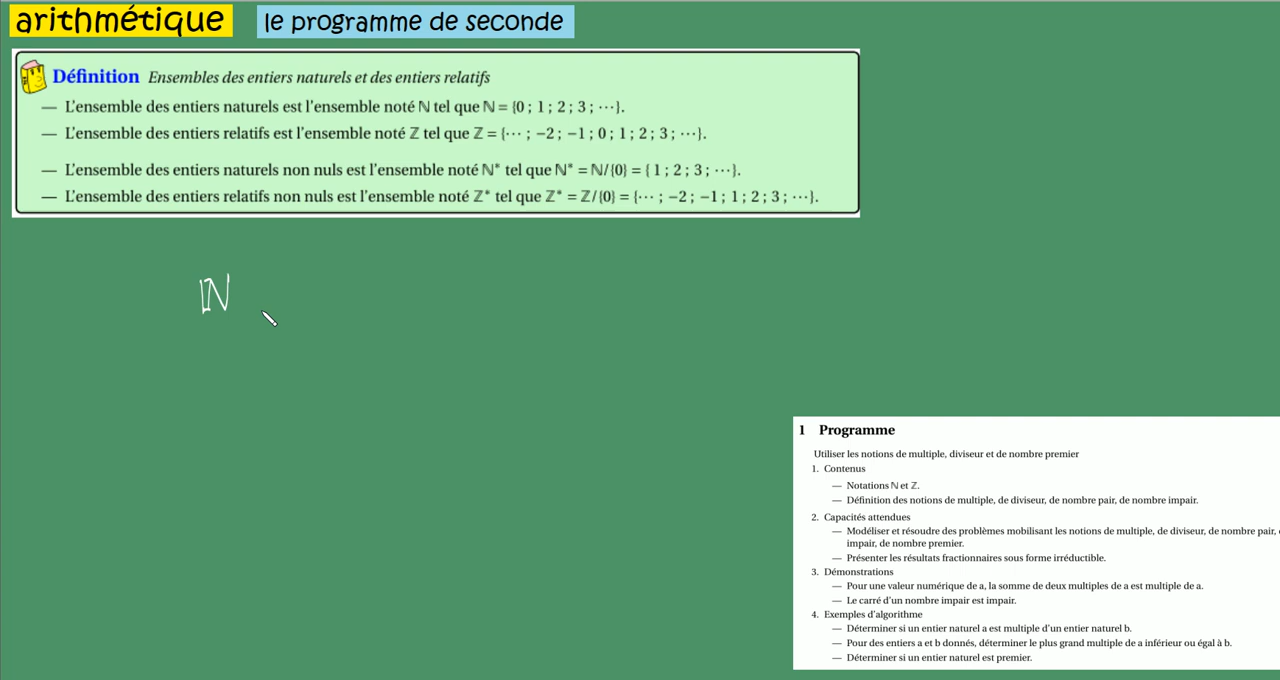 arithmétique le programme de seconde
Définition Ensembles des entiers naturels et des entiers relatifs
— L'ensemble des entiers naturels est l'ensemble noté ℕ tel que ℕ = {0 ; 1 ; 2 ; 3 ; ···}.
— L'ensemble des entiers relatifs est l'ensemble noté ℤ tel que ℤ = {··· ; −2 ; −1 ; 0 ; 1 ; 2 ; 3 ; ···}.
— L'ensemble des entiers naturels non nuls est l'ensemble noté ℕ* tel que ℕ* = ℕ/{0} = { 1 ; 2 ; 3 ; ···}.
— L'ensemble des entiers relatifs non nuls est l'ensemble noté ℤ* tel que ℤ* = ℤ/{0} = {··· ; −2 ; −1 ; 1 ; 2 ; 3 ; ···}.
ℕ
1 Programme
Utiliser les notions de multiple, diviseur et de nombre premier
1. Contenus
— Notations ℕ et ℤ.
— Définition des notions de multiple, de diviseur, de nombre pair, de nombre impair.
2. Capacités attendues
— Modéliser et résoudre des problèmes mobilisant les notions de multiple, de diviseur, de nombre pair,
impair, de nombre premier.
— Présenter les résultats fractionnaires sous forme irréductible.
3. Démonstrations
— Pour une valeur numérique de a, la somme de deux multiples de a est multiple de a.
— Le carré d'un nombre impair est impair.
4. Exemples d'algorithme
— Déterminer si un entier naturel a est multiple d'un entier naturel b.
— Pour des entiers a et b donnés, déterminer le plus grand multiple de a inférieur ou égal à b.
— Déterminer si un entier naturel est premier.